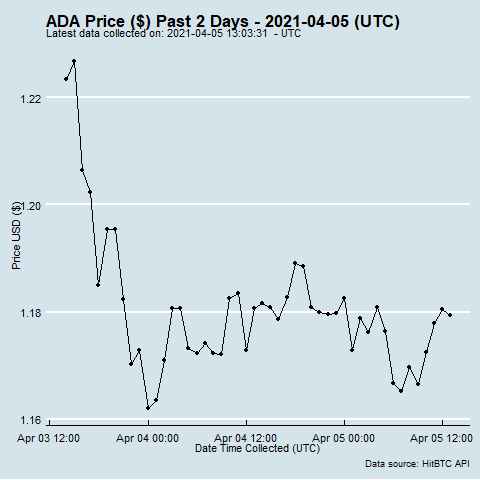 ADA Price ($) Past 2 Days - 2021-04-05 (UTC)
Latest data collected on: 2021-04-05 13:03:31 - UTC
1.22
1.20
1.18
1.16
Price USD ($)
Apr 03 12:00 Apr 04 00:00 Apr 04 12:00 Apr 05 00:00 Apr 05 12:00
Date Time Collected (UTC)
Data source: HitBTC API